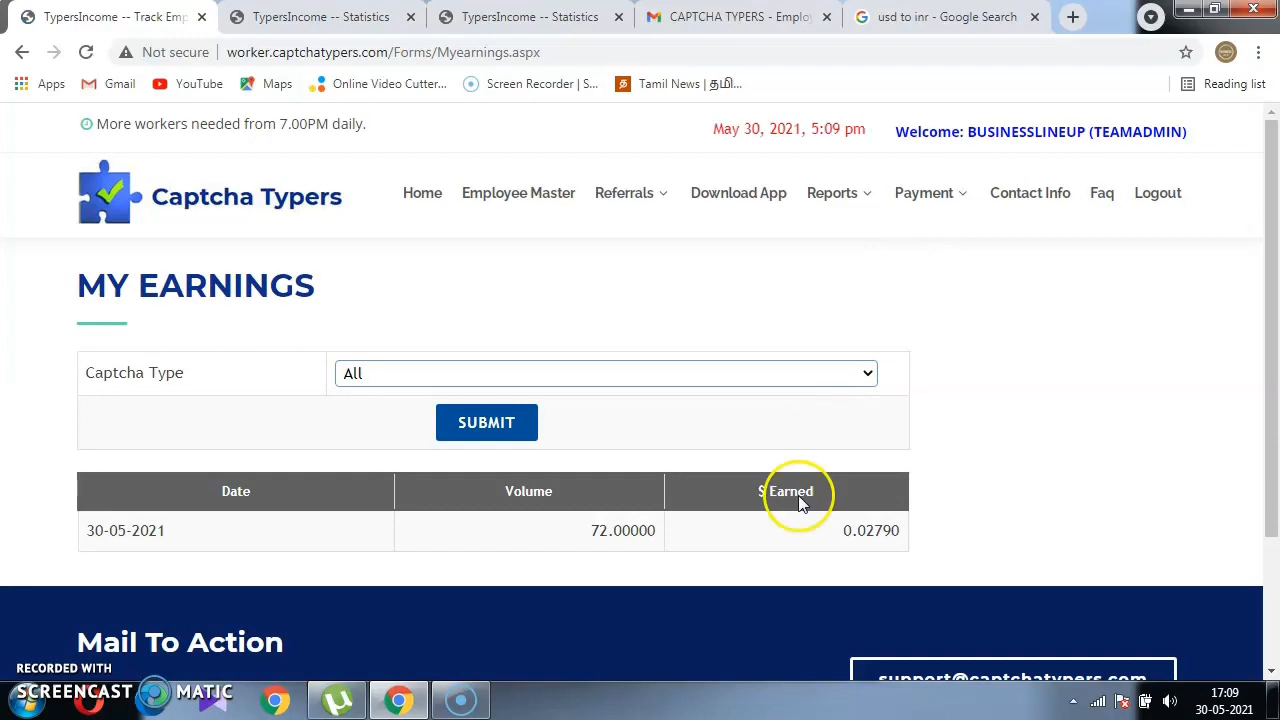 TypersIncome -- Track Emp
TypersIncome -- Statistics
TypersIncome -- Statistics
CAPTCHA TYPERS - Emplo
usd to inr - Google Search
Not secure
worker.captchatypers.com/Forms/Myearnings.aspx
Apps
Gmail
YouTube
Maps
Online Video Cutter...
Screen Recorder | S...
Tamil News | தமி...
Reading list
More workers needed from 7.00PM daily.
May 30, 2021, 5:09 pm
Welcome: BUSINESSLINEUP (TEAMADMIN)
Captcha Typers
Home
Employee Master
Referrals
Download App
Reports
Payment
Contact Info
Faq
Logout
MY EARNINGS
Captcha Type
All
SUBMIT
Date
Volume
$ Earned
30-05-2021
72.00000
0.02790
Mail To Action
support@captchatypers.com
RECORDED WITH
SCREENCAST MATIC
17:09
30-05-2021